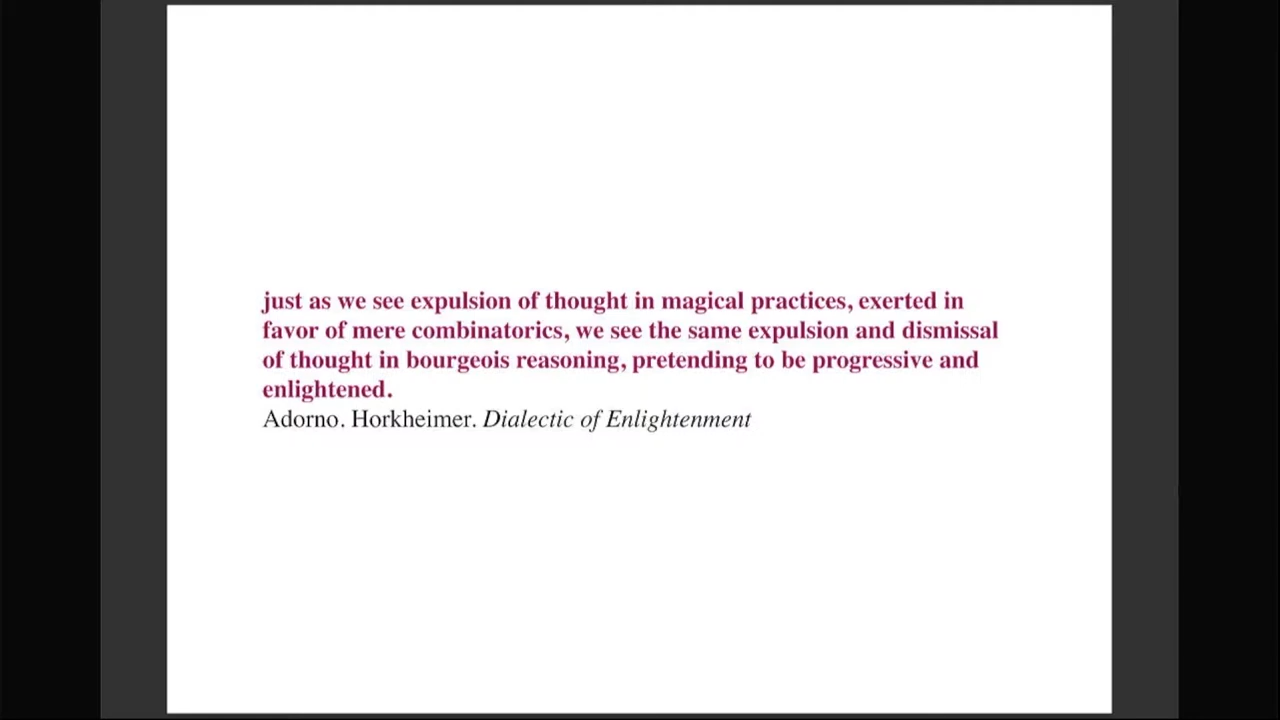 just as we see expulsion of thought in magical practices, exerted in
favor of mere combinatorics, we see the same expulsion and dismissal
of thought in bourgeois reasoning, pretending to be progressive and
enlightened.
Adorno. Horkheimer. Dialectic of Enlightenment